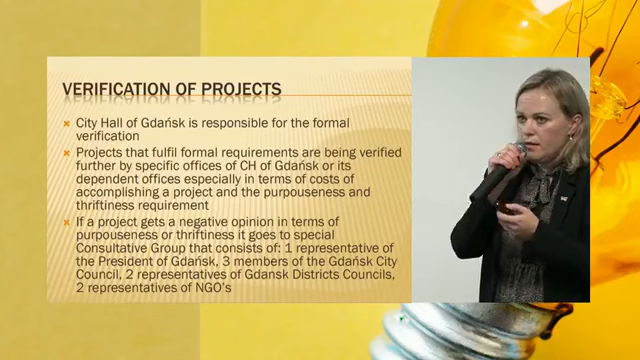 VERIFICATION OF PROJECTS
City Hall of Gdańsk is responsible for the formal
verification
Projects that fulfil formal requirements are being verified
further by specific offices of CH of Gdańsk or its
dependent offices especially in terms of costs of
accomplishing a project and the purpouseness and
thriftiness requirement
If a project gets a negative opinion in terms of
purpouseness or thriftiness it goes to special
Consultative Group that consists of: 1 representative of
the President of Gdańsk, 3 members of the Gdańsk City
Council, 2 representatives of Gdansk Districts Councils,
2 representatives of NGO's